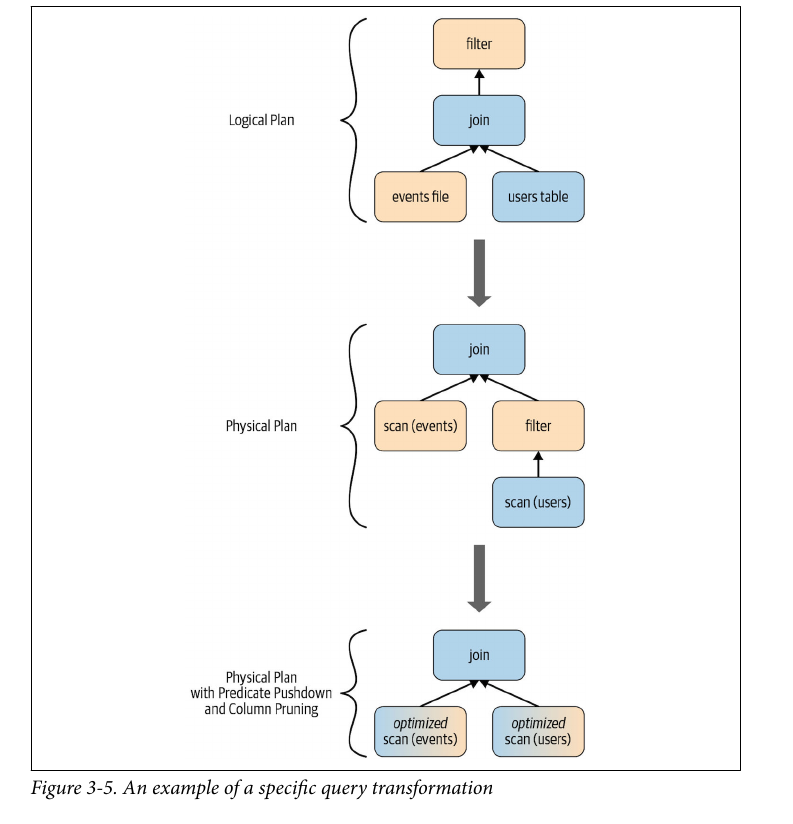 filter
Logical Plan
join
events file
users table
join
Physical Plan
scan (events)
filter
scan (users)
join
Physical Plan
with Predicate Pushdown
and Column Pruning
optimized
scan (events)
optimized
scan (users)
Figure 3-5. An example of a specific query transformation